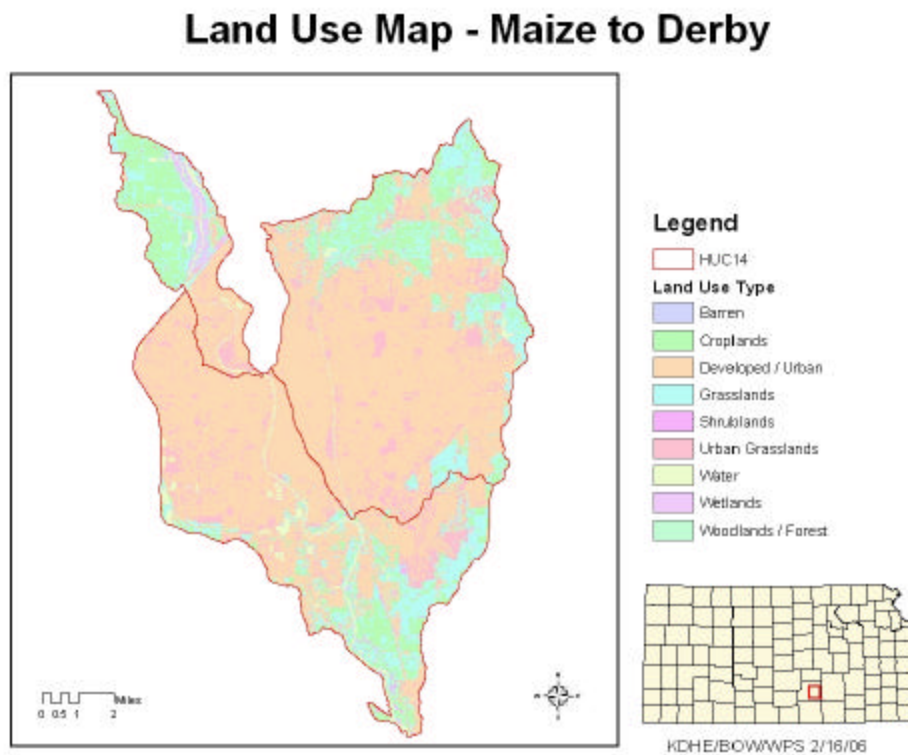 Land Use Map - Maize to Derby
Legend
HUC14
Land Use Type
Barren
Croplands
Developed / Urban
Grasslands
Shrublands
Urban Grasslands
Water
Wetlands
Woodlands / Forest
Miles
0 0.5 1 2
N
W E
S
KDHE/BOW/WPS 2/16/06